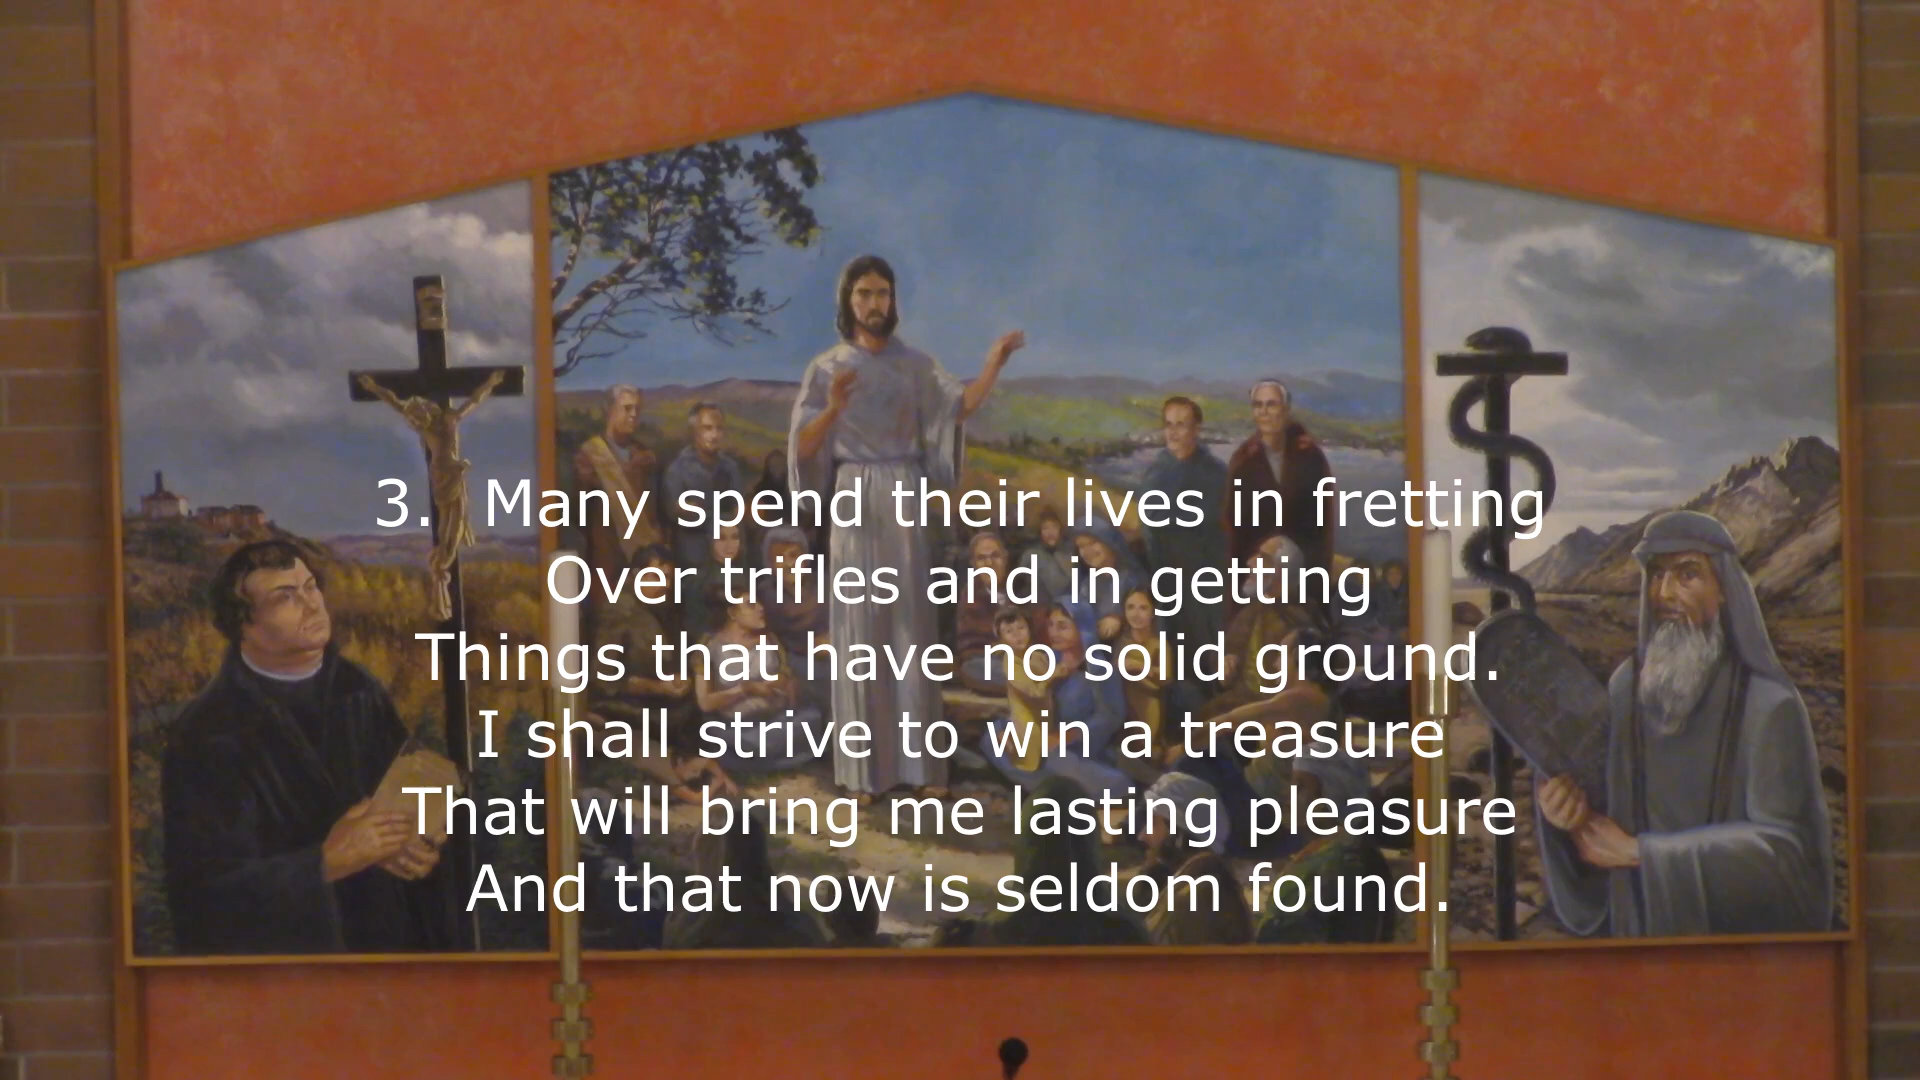 3. Many spend their lives in fretting
Over trifles and in getting
Things that have no solid ground.
I shall strive to win a treasure
That will bring me lasting pleasure
And that now is seldom found.